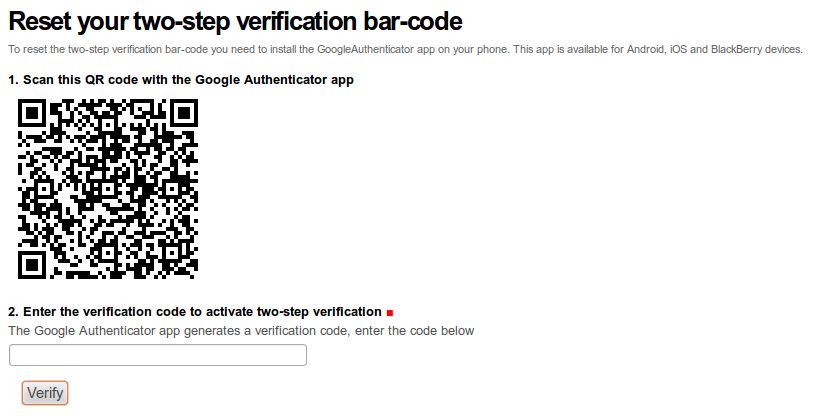 Reset your two-step verification bar-code
To reset the two-step verification bar-code you need to install the GoogleAuthenticator app on your phone. This app is available for Android, iOS and BlackBerry devices.
1. Scan this QR code with the Google Authenticator app
2. Enter the verification code to activate two-step verification
The Google Authenticator app generates a verification code, enter the code below
Verify